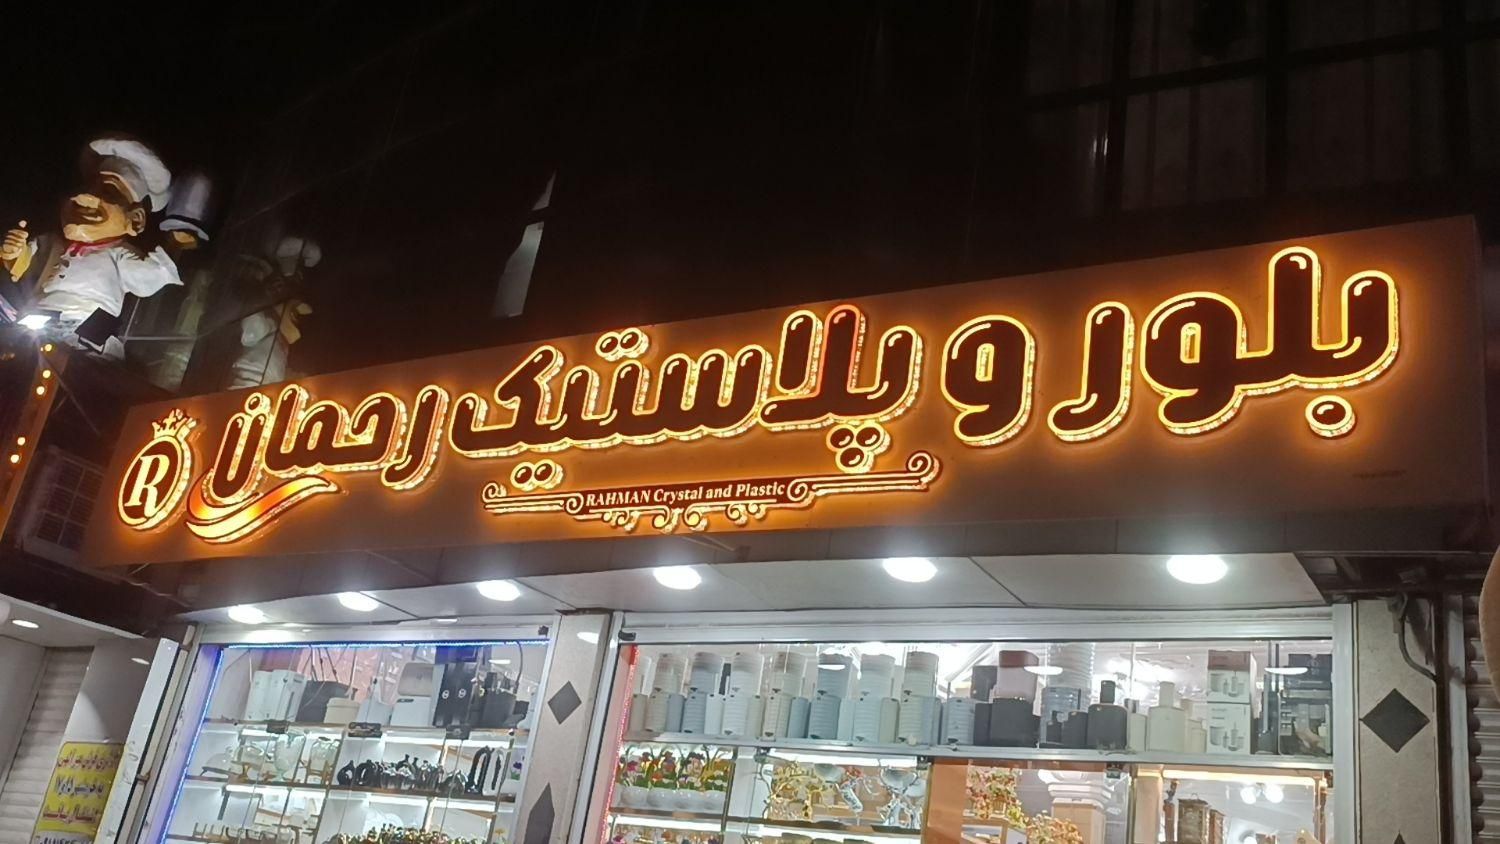 بلور و پلاستیک رحمان
R
RAHMAN Crystal and Plastic